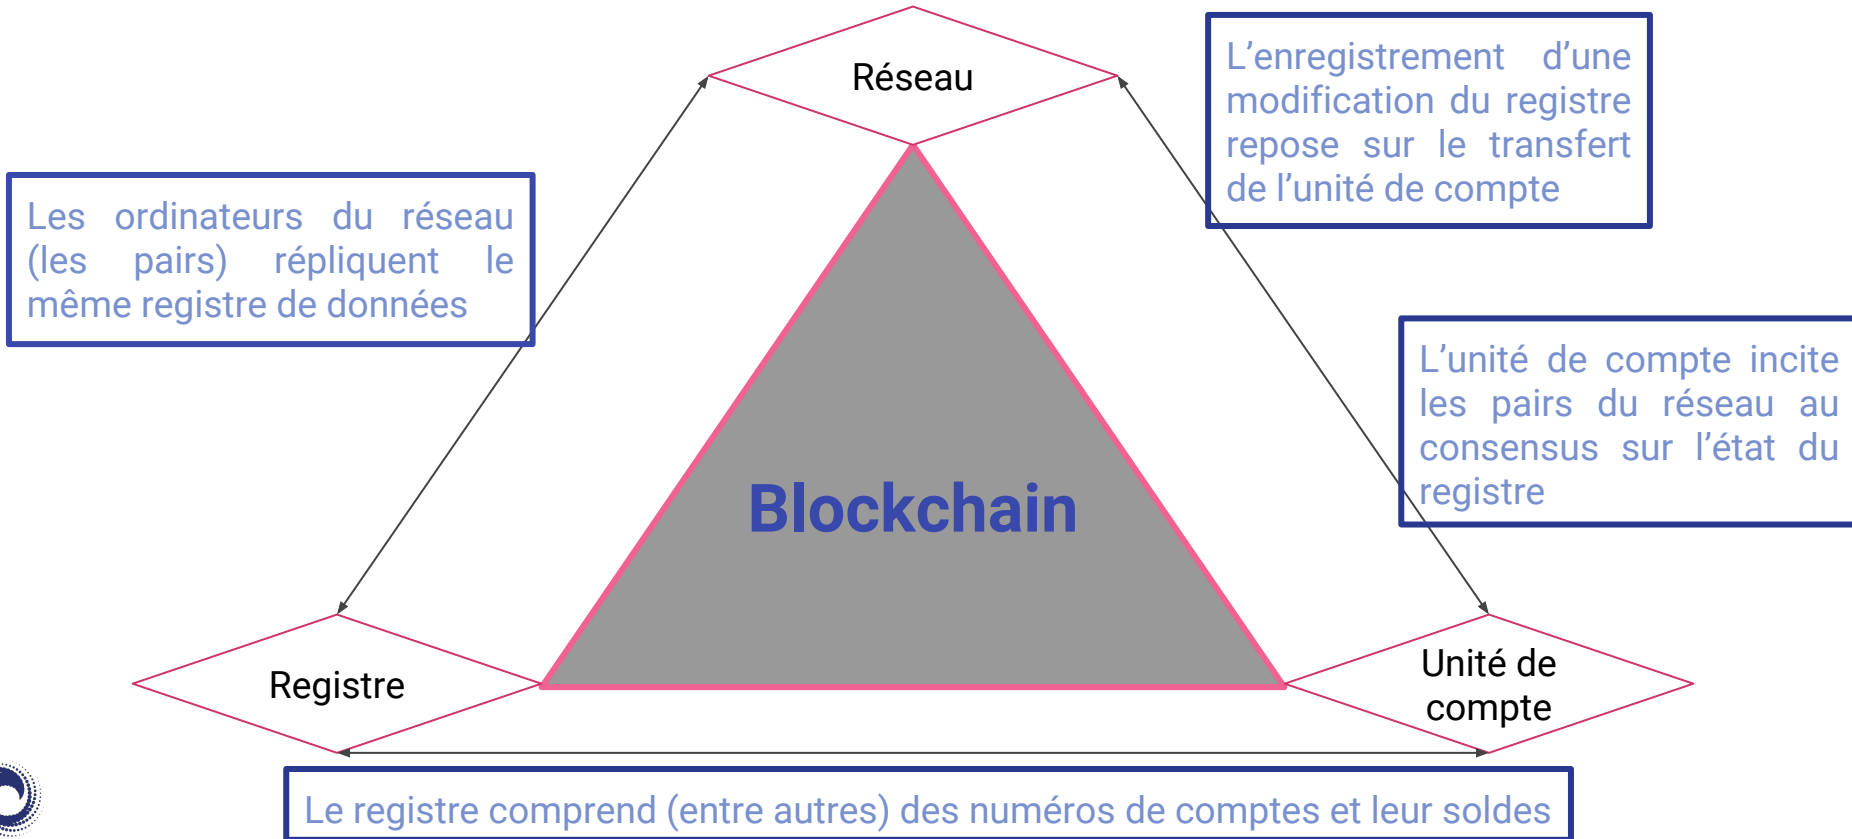 Réseau
L’enregistrement d’une
modification du registre
repose sur le transfert
de l’unité de compte
Les ordinateurs du réseau
(les pairs) répliquent le
même registre de données
L’unité de compte incite
les pairs du réseau au
consensus sur l’état du
registre
Blockchain
Registre
Unité de
compte
Le registre comprend (entre autres) des numéros de comptes et leur soldes